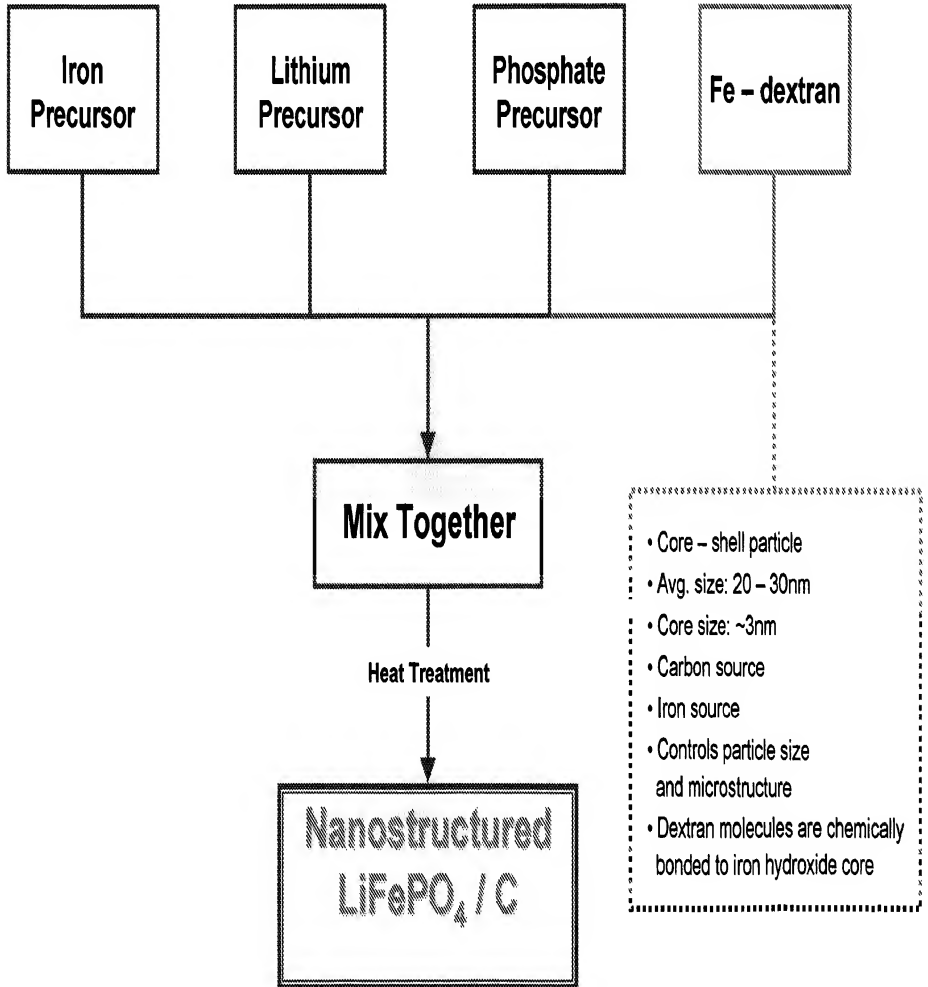 Iron
Precursor
Lithium
Precursor
Phosphate
Precursor
Fe – dextran
Mix Together
Heat Treatment
Nanostructured
LiFePO₄ / C
• Core – shell particle
• Avg. size: 20 – 30nm
• Core size: ~3nm
• Carbon source
• Iron source
• Controls particle size
and microstructure
• Dextran molecules are chemically
bonded to iron hydroxide core